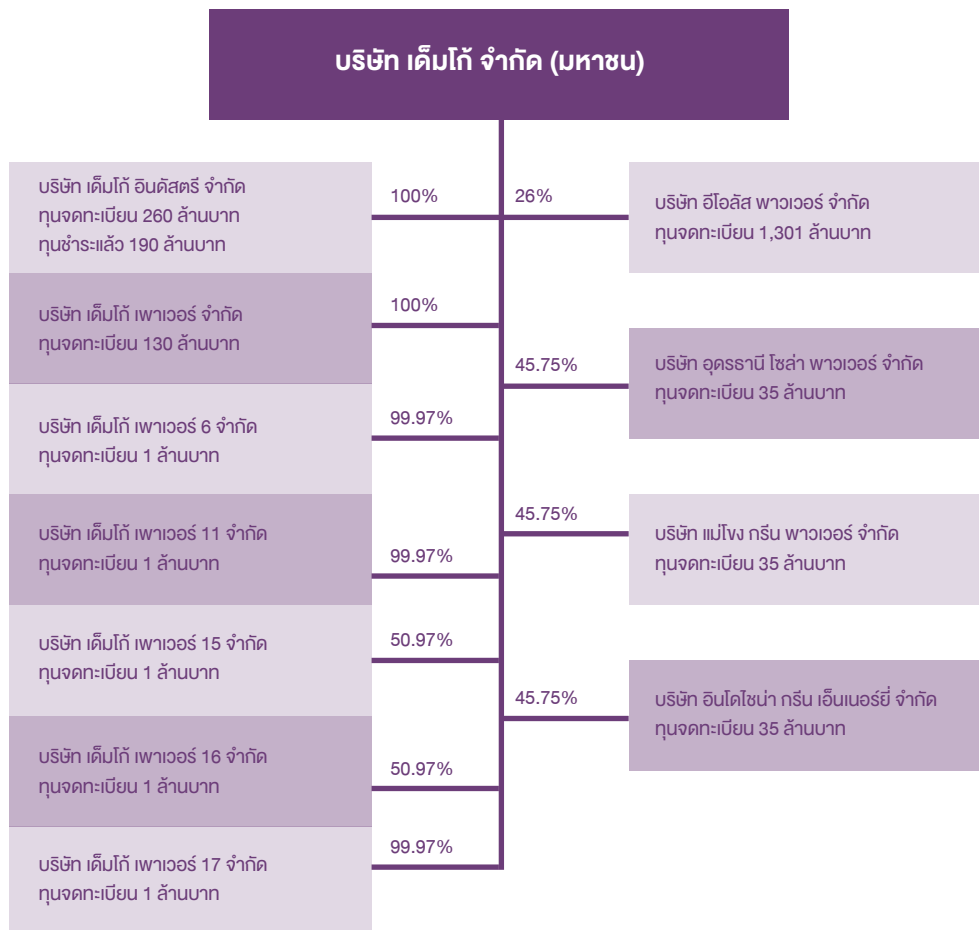 บริษัท เด็มโก้ จำกัด (มหาชน)
บริษัท เด็มโก้ อินดัสตรี จำกัด
ทุนจดทะเบียน 260 ล้านบาท
ทุนชำระแล้ว 190 ล้านบาท
100%
บริษัท เด็มโก้ เพาเวอร์ จำกัด
ทุนจดทะเบียน 130 ล้านบาท
100%
บริษัท เด็มโก้ เพาเวอร์ 6 จำกัด
ทุนจดทะเบียน 1 ล้านบาท
99.97%
บริษัท เด็มโก้ เพาเวอร์ 11 จำกัด
ทุนจดทะเบียน 1 ล้านบาท
99.97%
บริษัท เด็มโก้ เพาเวอร์ 15 จำกัด
ทุนจดทะเบียน 1 ล้านบาท
50.97%
บริษัท เด็มโก้ เพาเวอร์ 16 จำกัด
ทุนจดทะเบียน 1 ล้านบาท
50.97%
บริษัท เด็มโก้ เพาเวอร์ 17 จำกัด
ทุนจดทะเบียน 1 ล้านบาท
99.97%
26%
บริษัท อีโอลัส พาวเวอร์ จำกัด
ทุนจดทะเบียน 1,301 ล้านบาท
45.75%
บริษัท อุดรธานี โซล่า พาวเวอร์ จำกัด
ทุนจดทะเบียน 35 ล้านบาท
45.75%
บริษัท แม่โขง กรีน พาวเวอร์ จำกัด
ทุนจดทะเบียน 35 ล้านบาท
45.75%
บริษัท อินโดไชน่า กรีน เอ็นเนอร์ยี่ จำกัด
ทุนจดทะเบียน 35 ล้านบาท